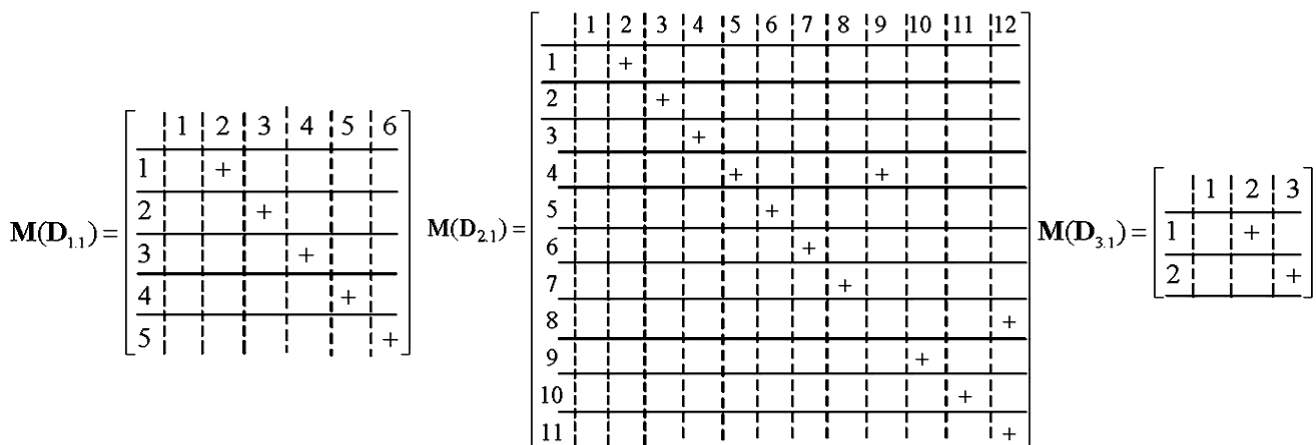 M(D1.1) =
1 2 3 4 5 6
1 +
2 +
3 +
4 +
5 +
M(D2.1) =
1 2 3 4 5 6 7 8 9 10 11 12
1 +
2 +
3 +
4 + +
5 +
6 +
7 +
8 +
9 +
10 +
11 +
M(D3.1) =
1 2 3
1 +
2 +